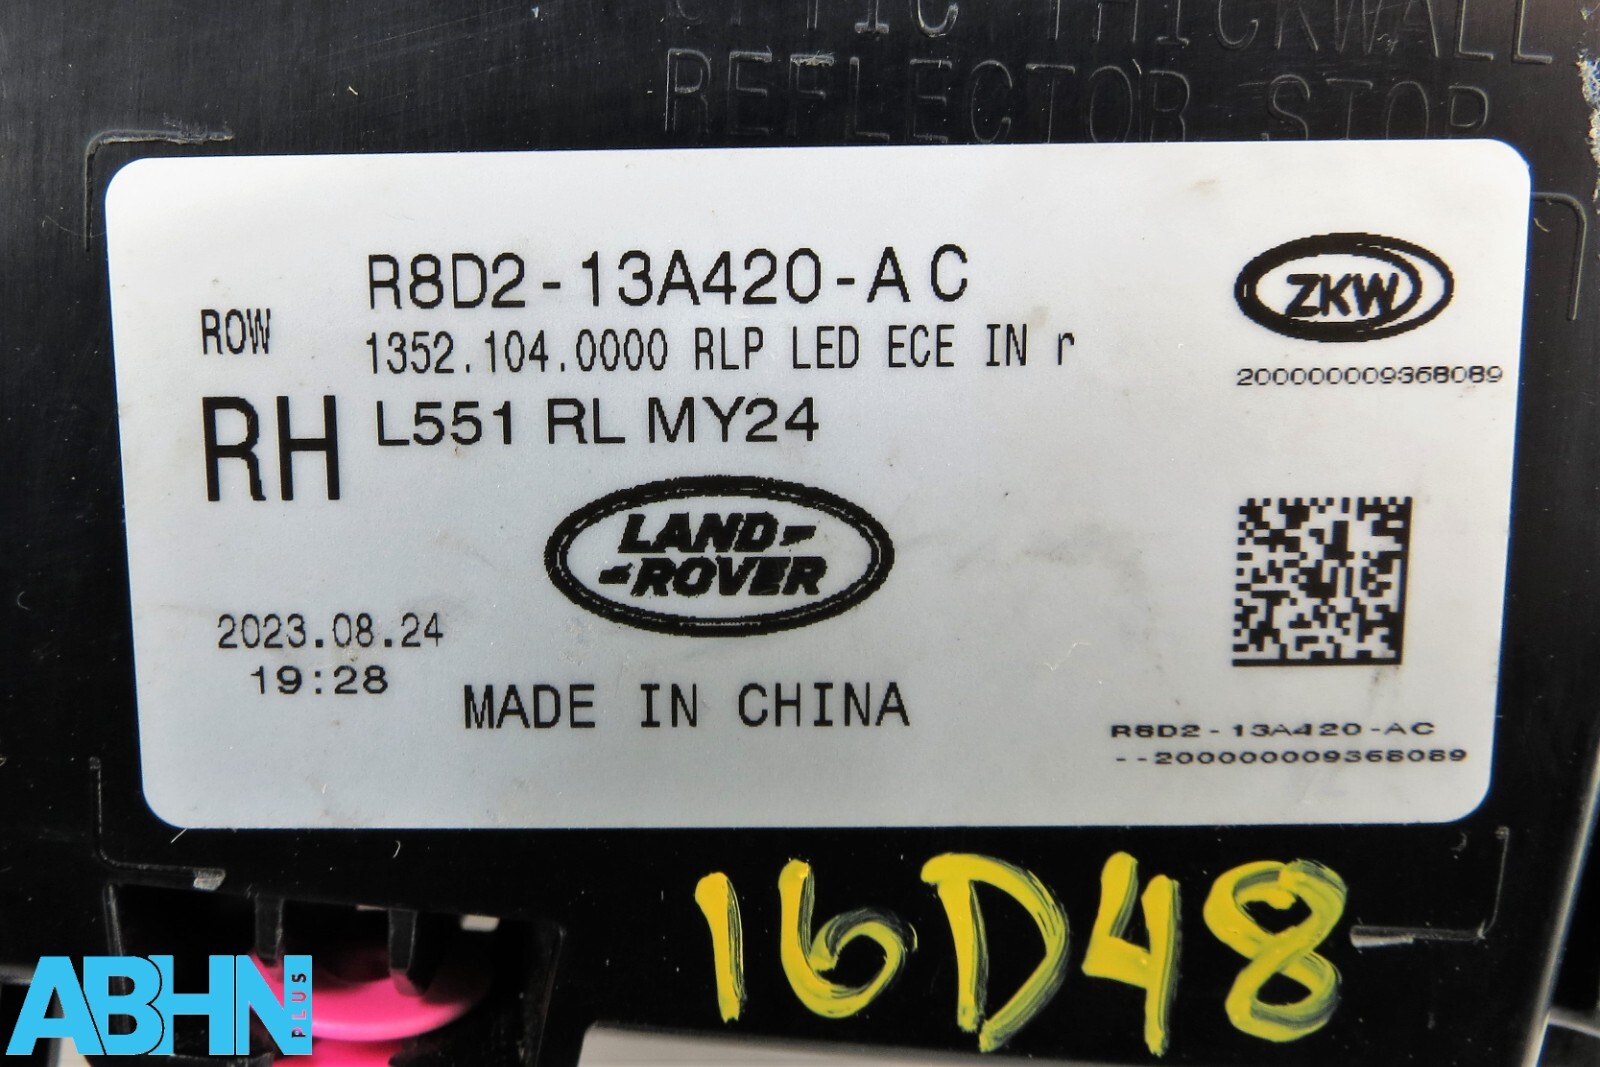 THICKWALL
REFLECTOR STOP
R8D2-13A420-AC
ROW
1352.104.0000 RLP LED ECE IN r
RH
L551 RL MY24
ZKW
200000009368089
LAND-
-ROVER
2023.08.24
19:28
MADE IN CHINA
R8D2-13A420-AC
--200000009368089
16D48
ABHN
PLUS